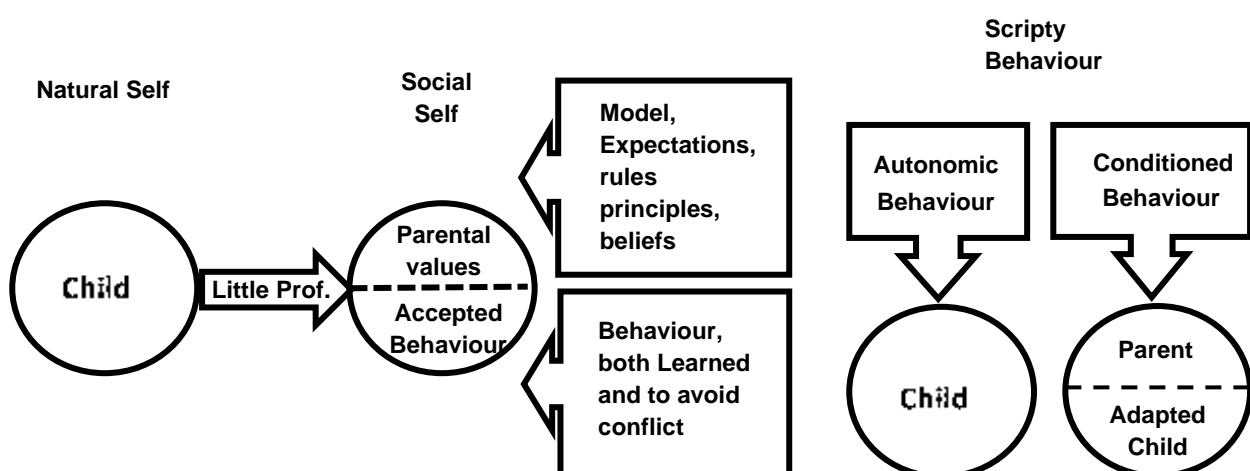 Natural Self
Child
Little Prof.
Social
Self
Parental
values
Accepted
Behaviour
Model,
Expectations,
rules
principles,
beliefs
Behaviour,
both Learned
and to avoid
conflict
Scripty
Behaviour
Autonomic
Behaviour
Child
Conditioned
Behaviour
Parent
Adapted
Child